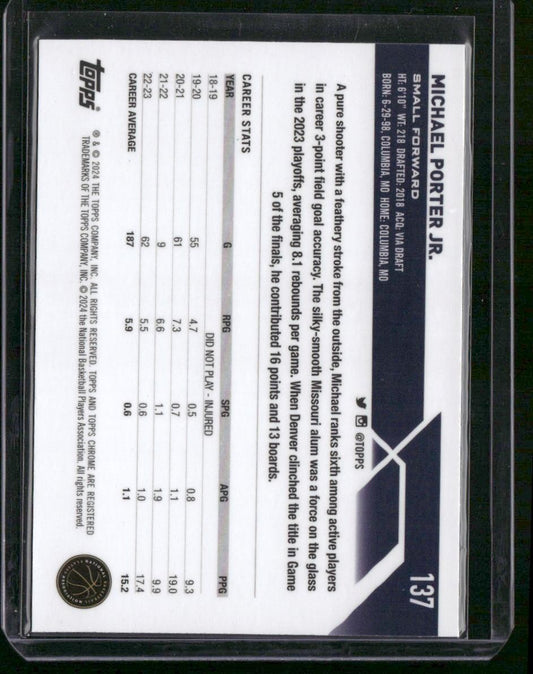 137
MICHAEL PORTER JR.
SMALL FORWARD
HT: 6'10" WT: 218 DRAFTED: 2018 ACQ: VIA DRAFT
BORN: 6-29-98, COLUMBIA, MO HOME: COLUMBIA, MO
@TOPPS
A pure shooter with a feathery stroke from the outside, Michael ranks sixth among active players
in career 3-point field goal accuracy. The silky-smooth Missouri alum was a force on the glass
in the 2023 playoffs, averaging 8.1 rebounds per game. When Denver clinched the title in Game
5 of the finals, he contributed 16 points and 13 boards.
CAREER STATS
YEAR G RPG SPG APG PPG
18-19 DID NOT PLAY - INJURED
19-20 55 4.7 0.5 0.8 9.3
20-21 61 7.3 0.7 1.1 19.0
21-22 9 6.6 1.1 1.9 9.9
22-23 62 5.5 0.6 1.0 17.4
CAREER AVERAGE 187 5.9 0.6 1.1 15.2
topps
® & © 2024 THE TOPPS COMPANY, INC. ALL RIGHTS RESERVED. TOPPS AND TOPPS CHROME ARE REGISTERED
TRADEMARKS OF THE TOPPS COMPANY, INC. © 2024 the National Basketball Players Association. All rights reserved.